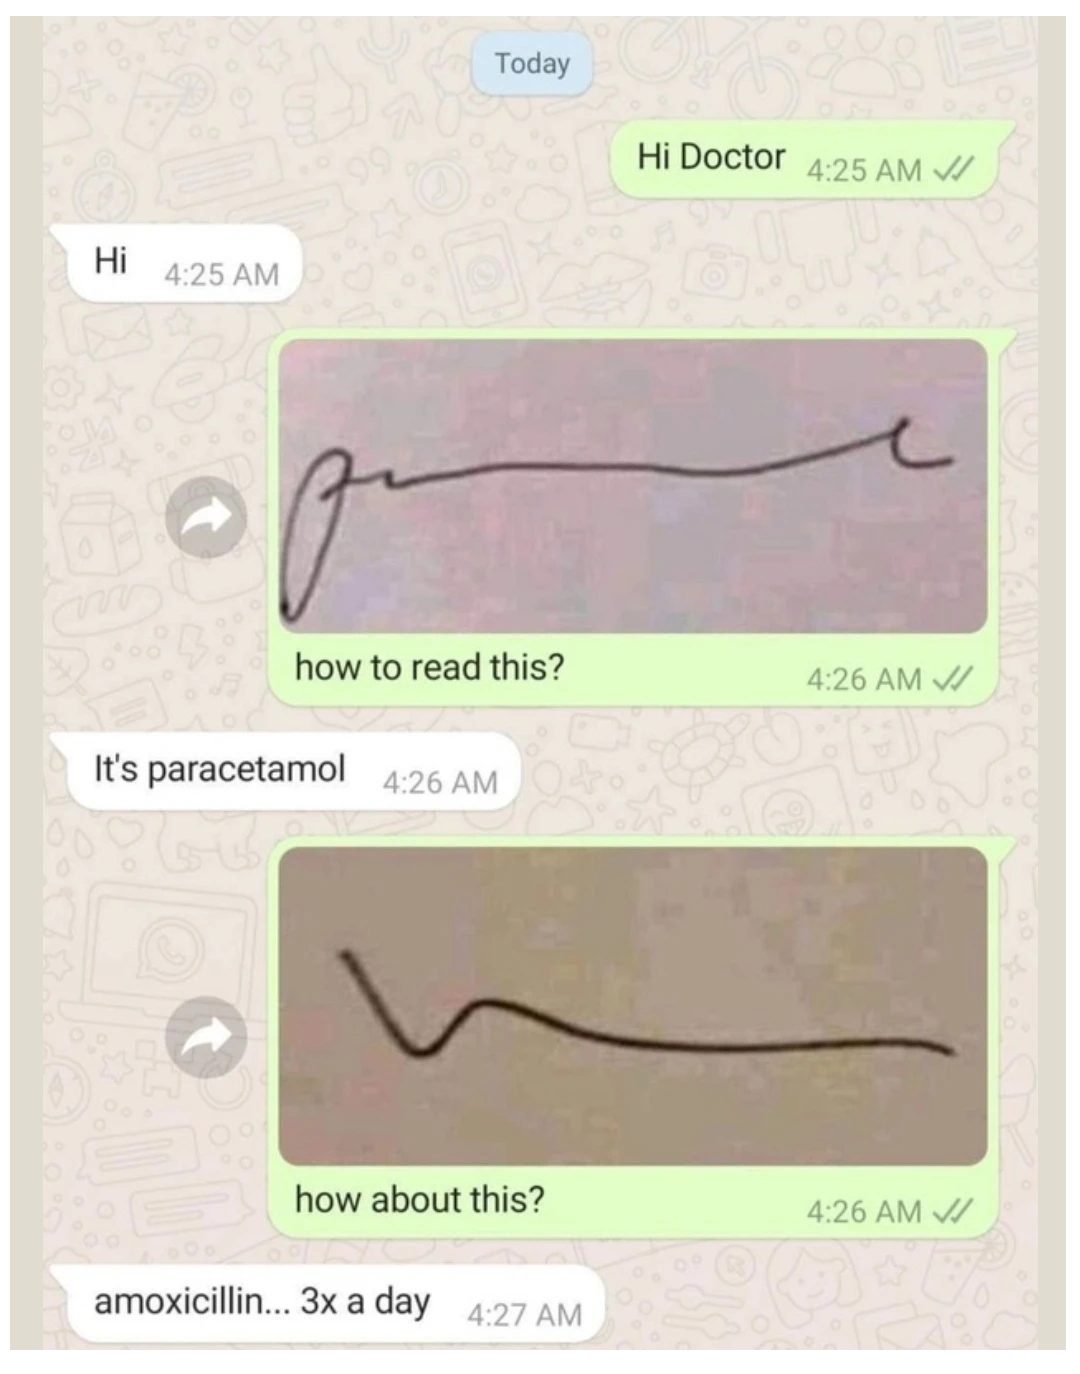 Today
Hi Doctor 4:25 AM
Hi 4:25 AM
how to read this? 4:26 AM
It's paracetamol 4:26 AM
how about this? 4:26 AM
amoxicillin... 3x a day 4:27 AM